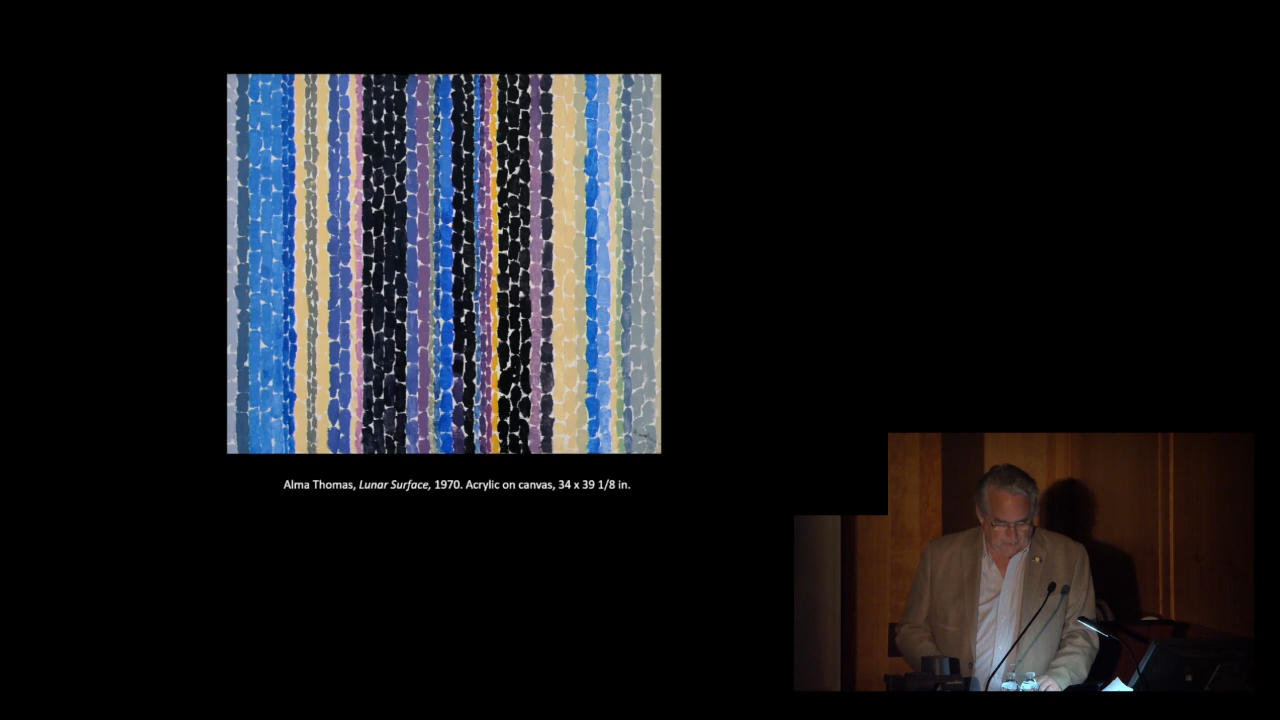 Alma Thomas, Lunar Surface, 1970. Acrylic on canvas, 34 x 39 1/8 in.